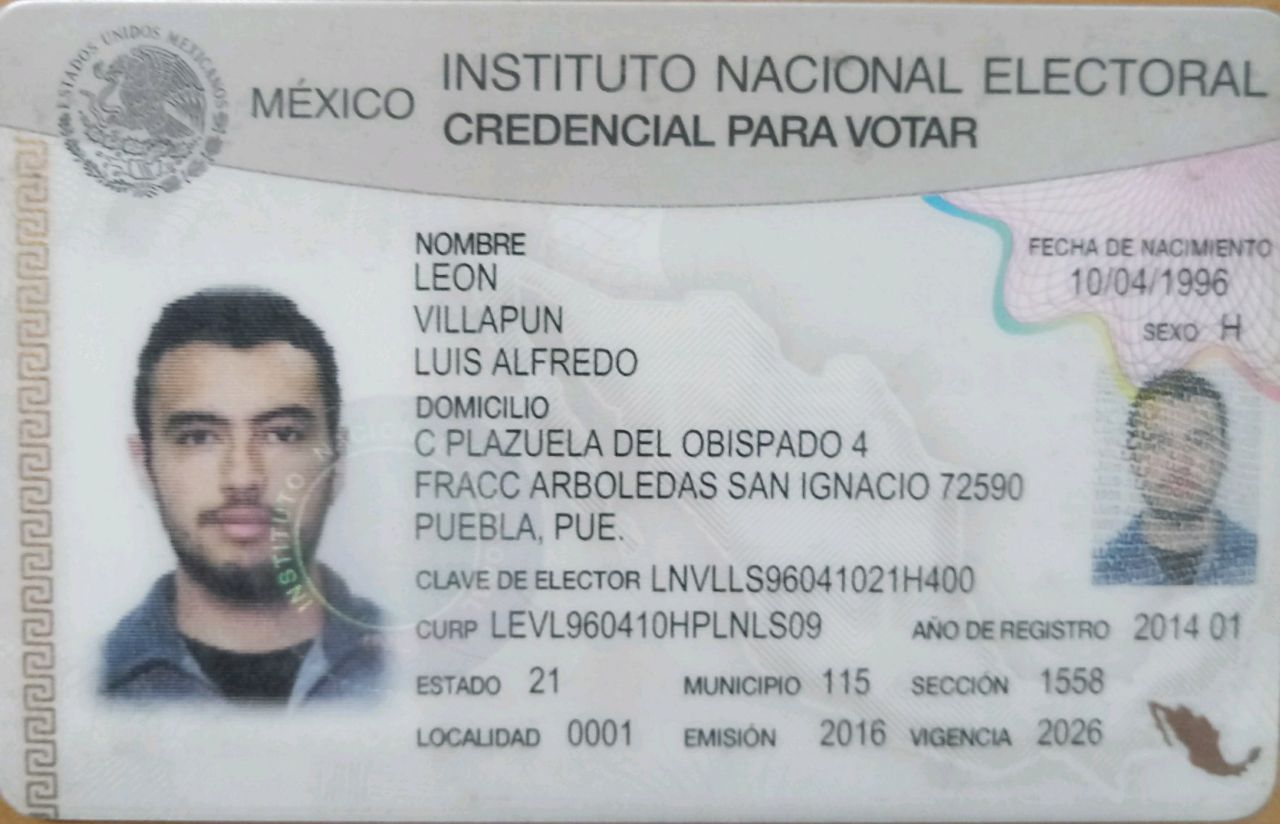 ESTADOS UNIDOS MEXICANOS
MÉXICO
INSTITUTO NACIONAL ELECTORAL
CREDENCIAL PARA VOTAR
NOMBRE
LEON
VILLAPUN
LUIS ALFREDO
FECHA DE NACIMIENTO
10/04/1996
SEXO H
DOMICILIO
C PLAZUELA DEL OBISPADO 4
FRACC ARBOLEDAS SAN IGNACIO 72590
PUEBLA, PUE.
CLAVE DE ELECTOR LNVLLS96041021H400
CURP LEVL960410HPLNLS09 AÑO DE REGISTRO 2014 01
ESTADO 21 MUNICIPIO 115 SECCIÓN 1558
LOCALIDAD 0001 EMISIÓN 2016 VIGENCIA 2026
INSTITUTO